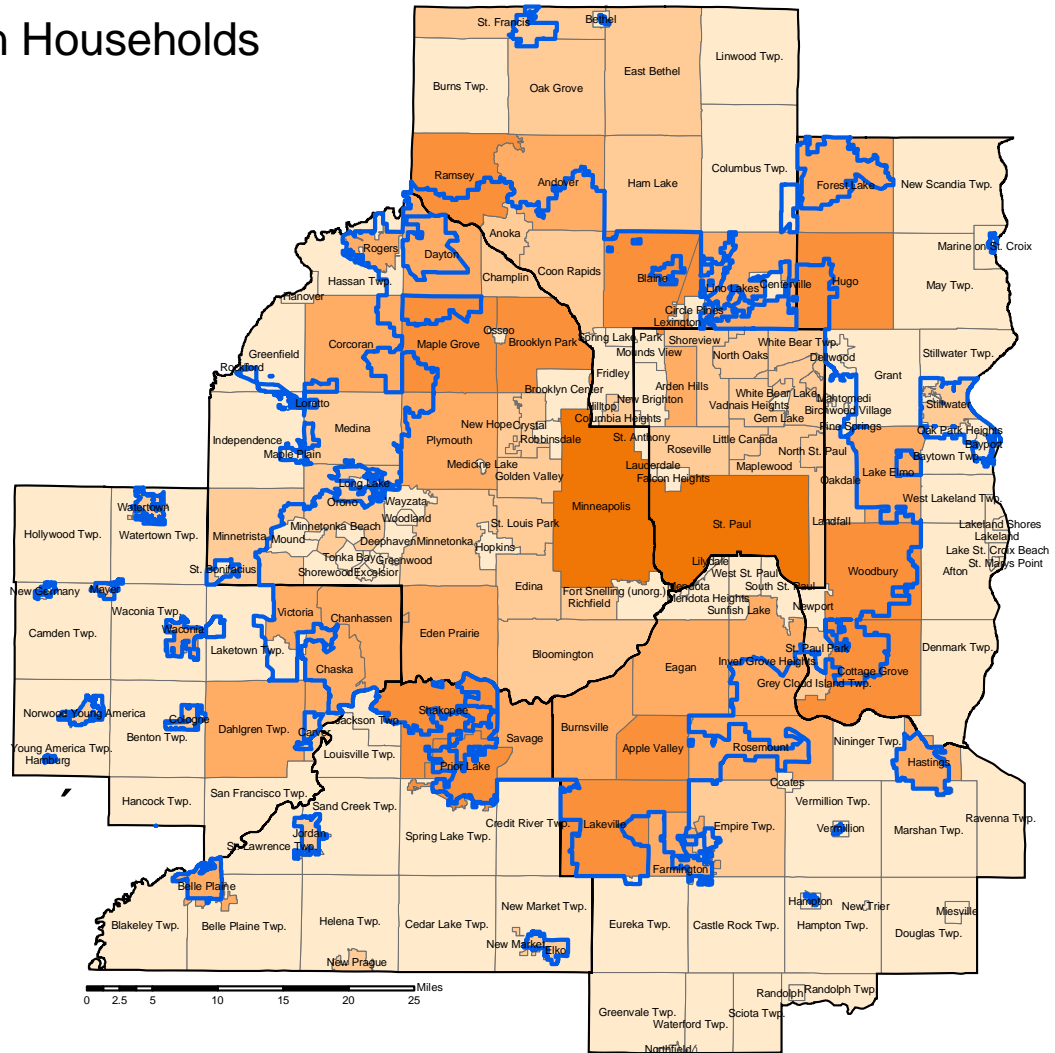 n Households
St. Francis
Bethel
Linwood Twp.
East Bethel
Burns Twp.
Oak Grove
Columbus Twp.
Ramsey
Andover
Ham Lake
Forest Lake
New Scandia Twp.
Anoka
Marine on St. Croix
Rogers
Dayton
Coon Rapids
Champlin
Hassan Twp.
Blaine
Lino Lakes
Centerville
Hugo
May Twp.
Hanover
Circle Pines
Lexington
Osseo
Spring Lake Park
Shoreview
White Bear Twp.
Corcoran
Maple Grove
Brooklyn Park
Mounds View
North Oaks
Dellwood
Stillwater Twp.
Greenfield
Rockford
Fridley
Grant
Arden Hills
Brooklyn Center
White Bear Lake
New Brighton
Mahtomedi
Loretto
Hilltop
Vadnais Heights
Birchwood Village
Stillwater
Columbia Heights
Gem Lake
Medina
New Hope
Crystal
Pine Springs
Oak Park Heights
Independence
Plymouth
Robbinsdale
St. Anthony
Little Canada
Bayport
Maple Plain
Roseville
North St. Paul
Baytown Twp.
Medicine Lake
Lauderdale
Maplewood
Lake Elmo
Golden Valley
Falcon Heights
Oakdale
Long Lake
West Lakeland Twp.
Orono
Wayzata
Watertown
Minneapolis
Woodland
St. Louis Park
St. Paul
Landfall
Lakeland Shores
Minnetonka Beach
Hollywood Twp.
Watertown Twp.
Minnetrista
Mound
Deephaven
Minnetonka
Hopkins
Lakeland
Tonka Bay
Greenwood
Lake St. Croix Beach
St. Bonifacius
Shorewood
Excelsior
Lilydale
St. Marys Point
West St. Paul
Woodbury
Afton
Edina
Mendota
South St. Paul
New Germany
Mayer
Fort Snelling (unorg.)
Mendota Heights
Richfield
Newport
Waconia Twp.
Victoria
Sunfish Lake
Chanhassen
Camden Twp.
Waconia
Eden Prairie
Laketown Twp.
St. Paul Park
Denmark Twp.
Bloomington
Inver Grove Heights
Chaska
Eagan
Cottage Grove
Grey Cloud Island Twp.
Norwood Young America
Cologne
Shakopee
Jackson Twp.
Burnsville
Dahlgren Twp.
Carver
Benton Twp.
Savage
Nininger Twp.
Young America Twp.
Apple Valley
Rosemount
Louisville Twp.
Hamburg
Prior Lake
Hastings
Coates
San Francisco Twp.
Hancock Twp.
Sand Creek Twp.
Vermillion Twp.
Ravenna Twp.
Credit River Twp.
Lakeville
Empire Twp.
Vermillion
Marshan Twp.
Jordan
Spring Lake Twp.
St. Lawrence Twp.
Farmington
Belle Plaine
Hampton
New Trier
Miesville
New Market Twp.
Blakeley Twp.
Belle Plaine Twp.
Helena Twp.
Cedar Lake Twp.
Eureka Twp.
Castle Rock Twp.
Hampton Twp.
Douglas Twp.
New Market
Elko
New Prague
Miles
0 2.5 5 10 15 20 25
Randolph
Randolph Twp.
Greenvale Twp.
Sciota Twp.
Waterford Twp.
Northfield